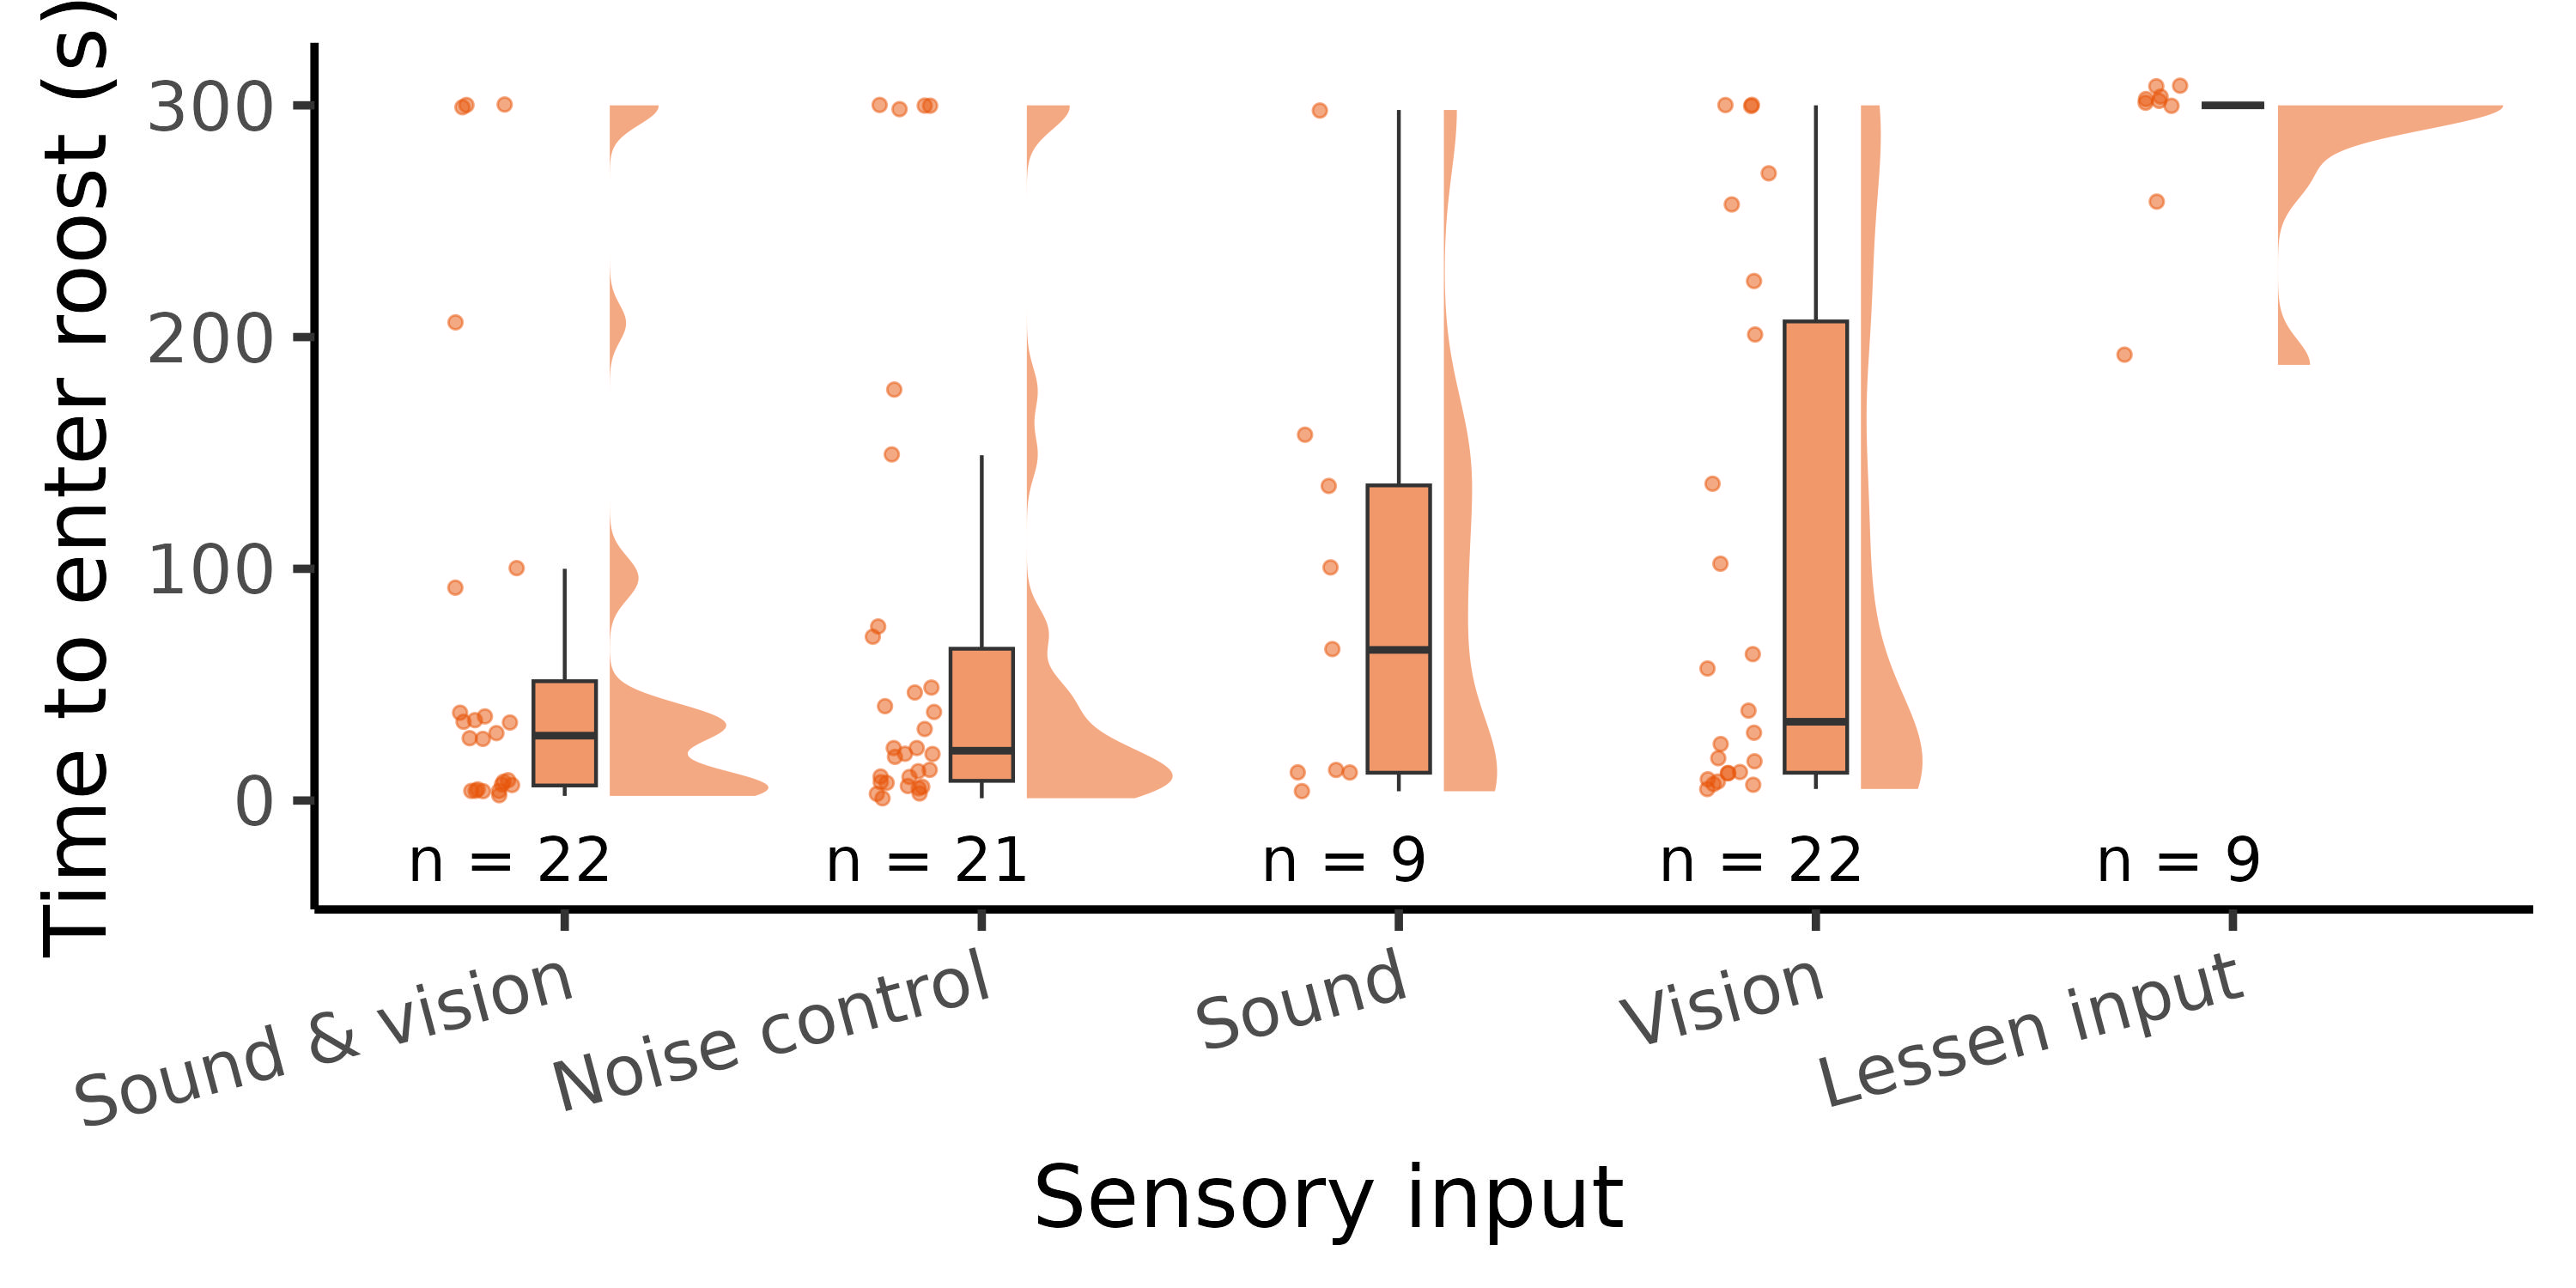 Time to enter roost (s)
300
200
100
0
n = 22
n = 21
n = 9
n = 22
n = 9
Sound & vision
Noise control
Sound
Vision
Lessen input
Sensory input